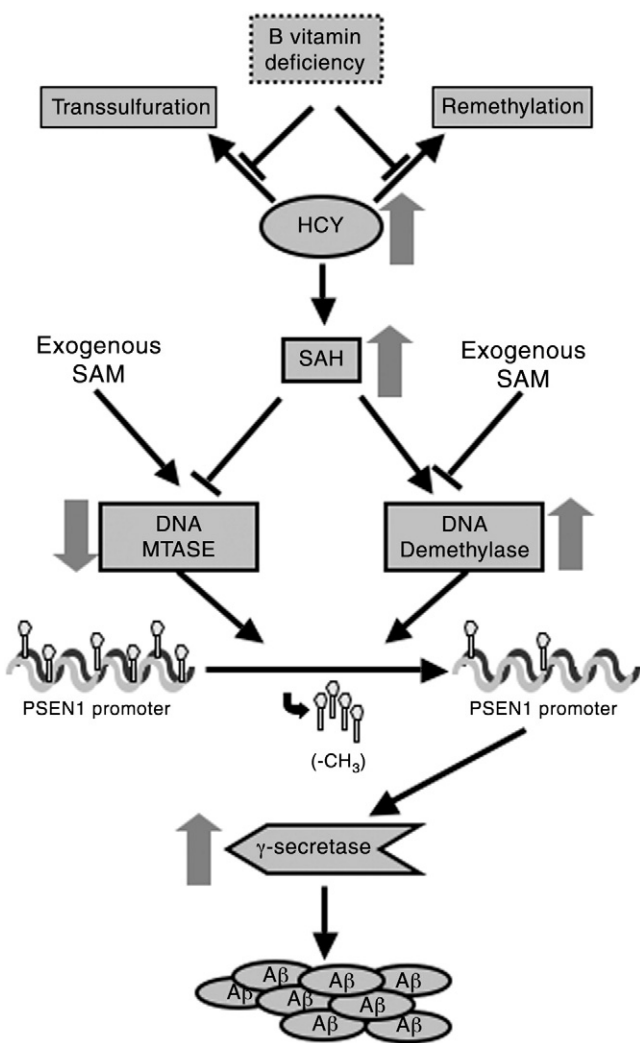 B vitamin
deficiency
Transsulfuration
Remethylation
HCY
SAH
Exogenous
SAM
Exogenous
SAM
DNA
MTASE
DNA
Demethylase
PSEN1 promoter
PSEN1 promoter
(-CH₃)
γ-secretase
Aβ
Aβ
Aβ
Aβ
Aβ
Aβ
Aβ
Aβ